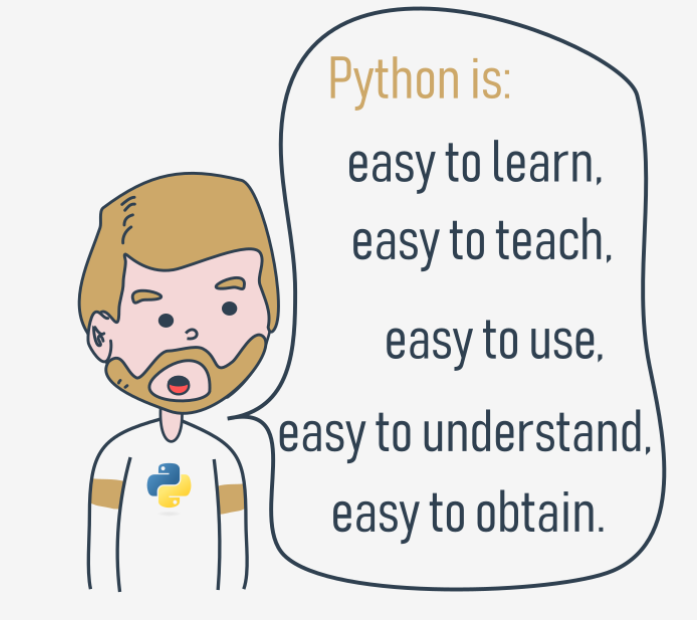 Python is:
easy to learn,
easy to teach,
easy to use,
easy to understand,
easy to obtain.